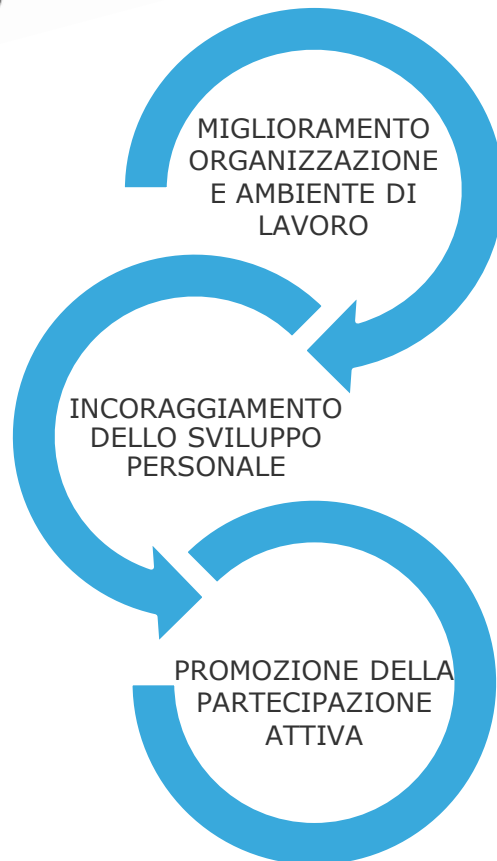 MIGLIORAMENTO
ORGANIZZAZIONE
E AMBIENTE DI
LAVORO
INCORAGGIAMENTO
DELLO SVILUPPO
PERSONALE
PROMOZIONE DELLA
PARTECIPAZIONE
ATTIVA